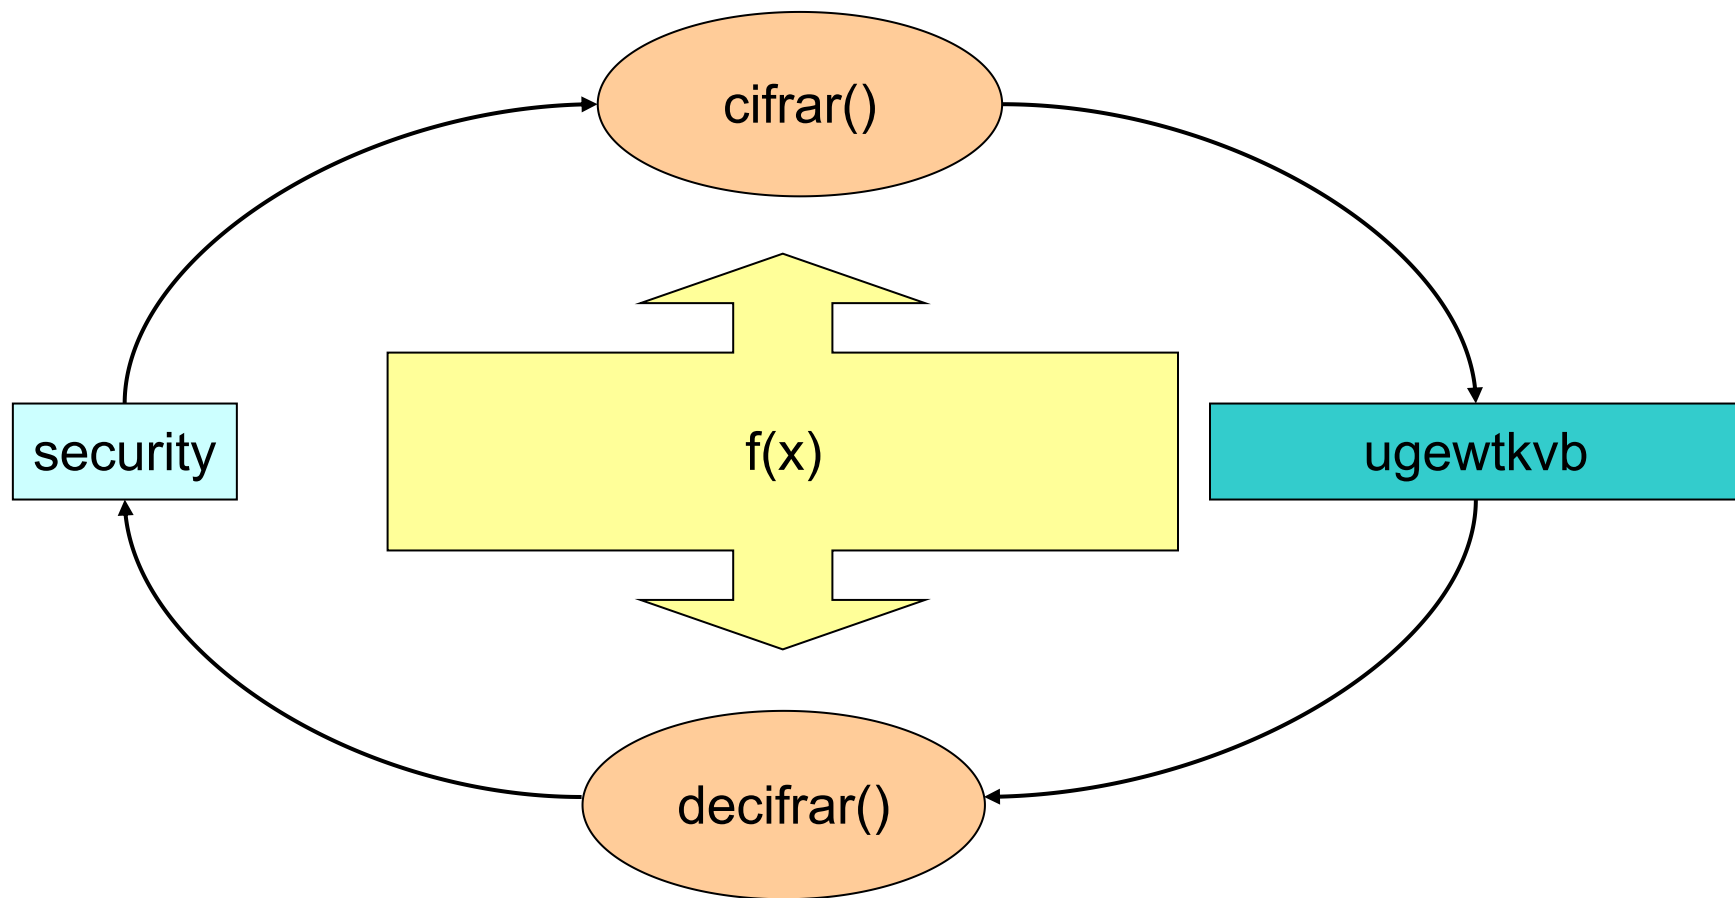 cifrar()
security
f(x)
ugewtkvb
decifrar()